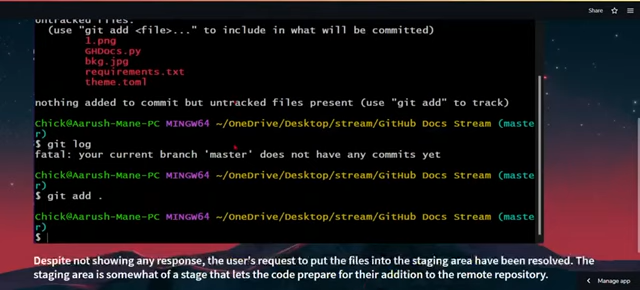 Share
untracked files:
(use "git add <file>..." to include in what will be committed)
1.png
GHDocs.py
bkg.jpg
requirements.txt
theme.toml
nothing added to commit but untracked files present (use "git add" to track)
Chick@Aarush-Mane-PC MINGW64 ~/OneDrive/Desktop/stream/GitHub Docs Stream (maste
r)
$ git log
fatal: your current branch 'master' does not have any commits yet
Chick@Aarush-Mane-PC MINGW64 ~/OneDrive/Desktop/stream/GitHub Docs Stream (maste
r)
$ git add .
Chick@Aarush-Mane-PC MINGW64 ~/OneDrive/Desktop/stream/GitHub Docs Stream (maste
r)
$
Despite not showing any response, the user's request to put the files into the staging area have been resolved. The
staging area is somewhat of a stage that lets the code prepare for their addition to the remote repository.
< Manage app